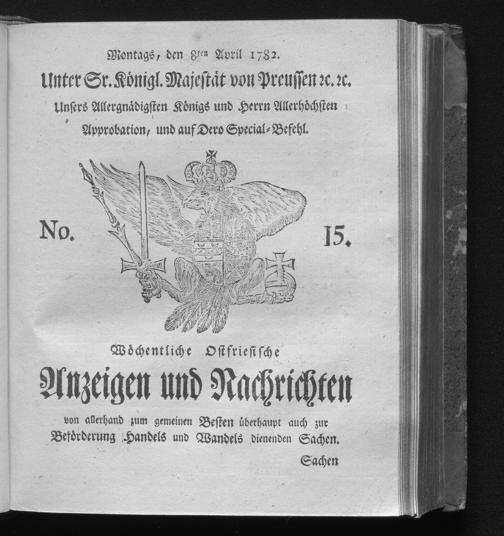 Montags, den 8ten April 1782.
Unter Sr. Königl. Majestät von Preussen ꝛc. ꝛc.
Unsers Allergnädigsten Königs und Herrn Allerhöchsten
Approbation, und auf Dero Special-Befehl.
No. 15.
Wöchentliche Ostfriesische
Anzeigen und Nachrichten
von allerhand zum gemeinen Besten überhaupt auch zur
Beförderung Handels und Wandels dienenden Sachen.
Sachen